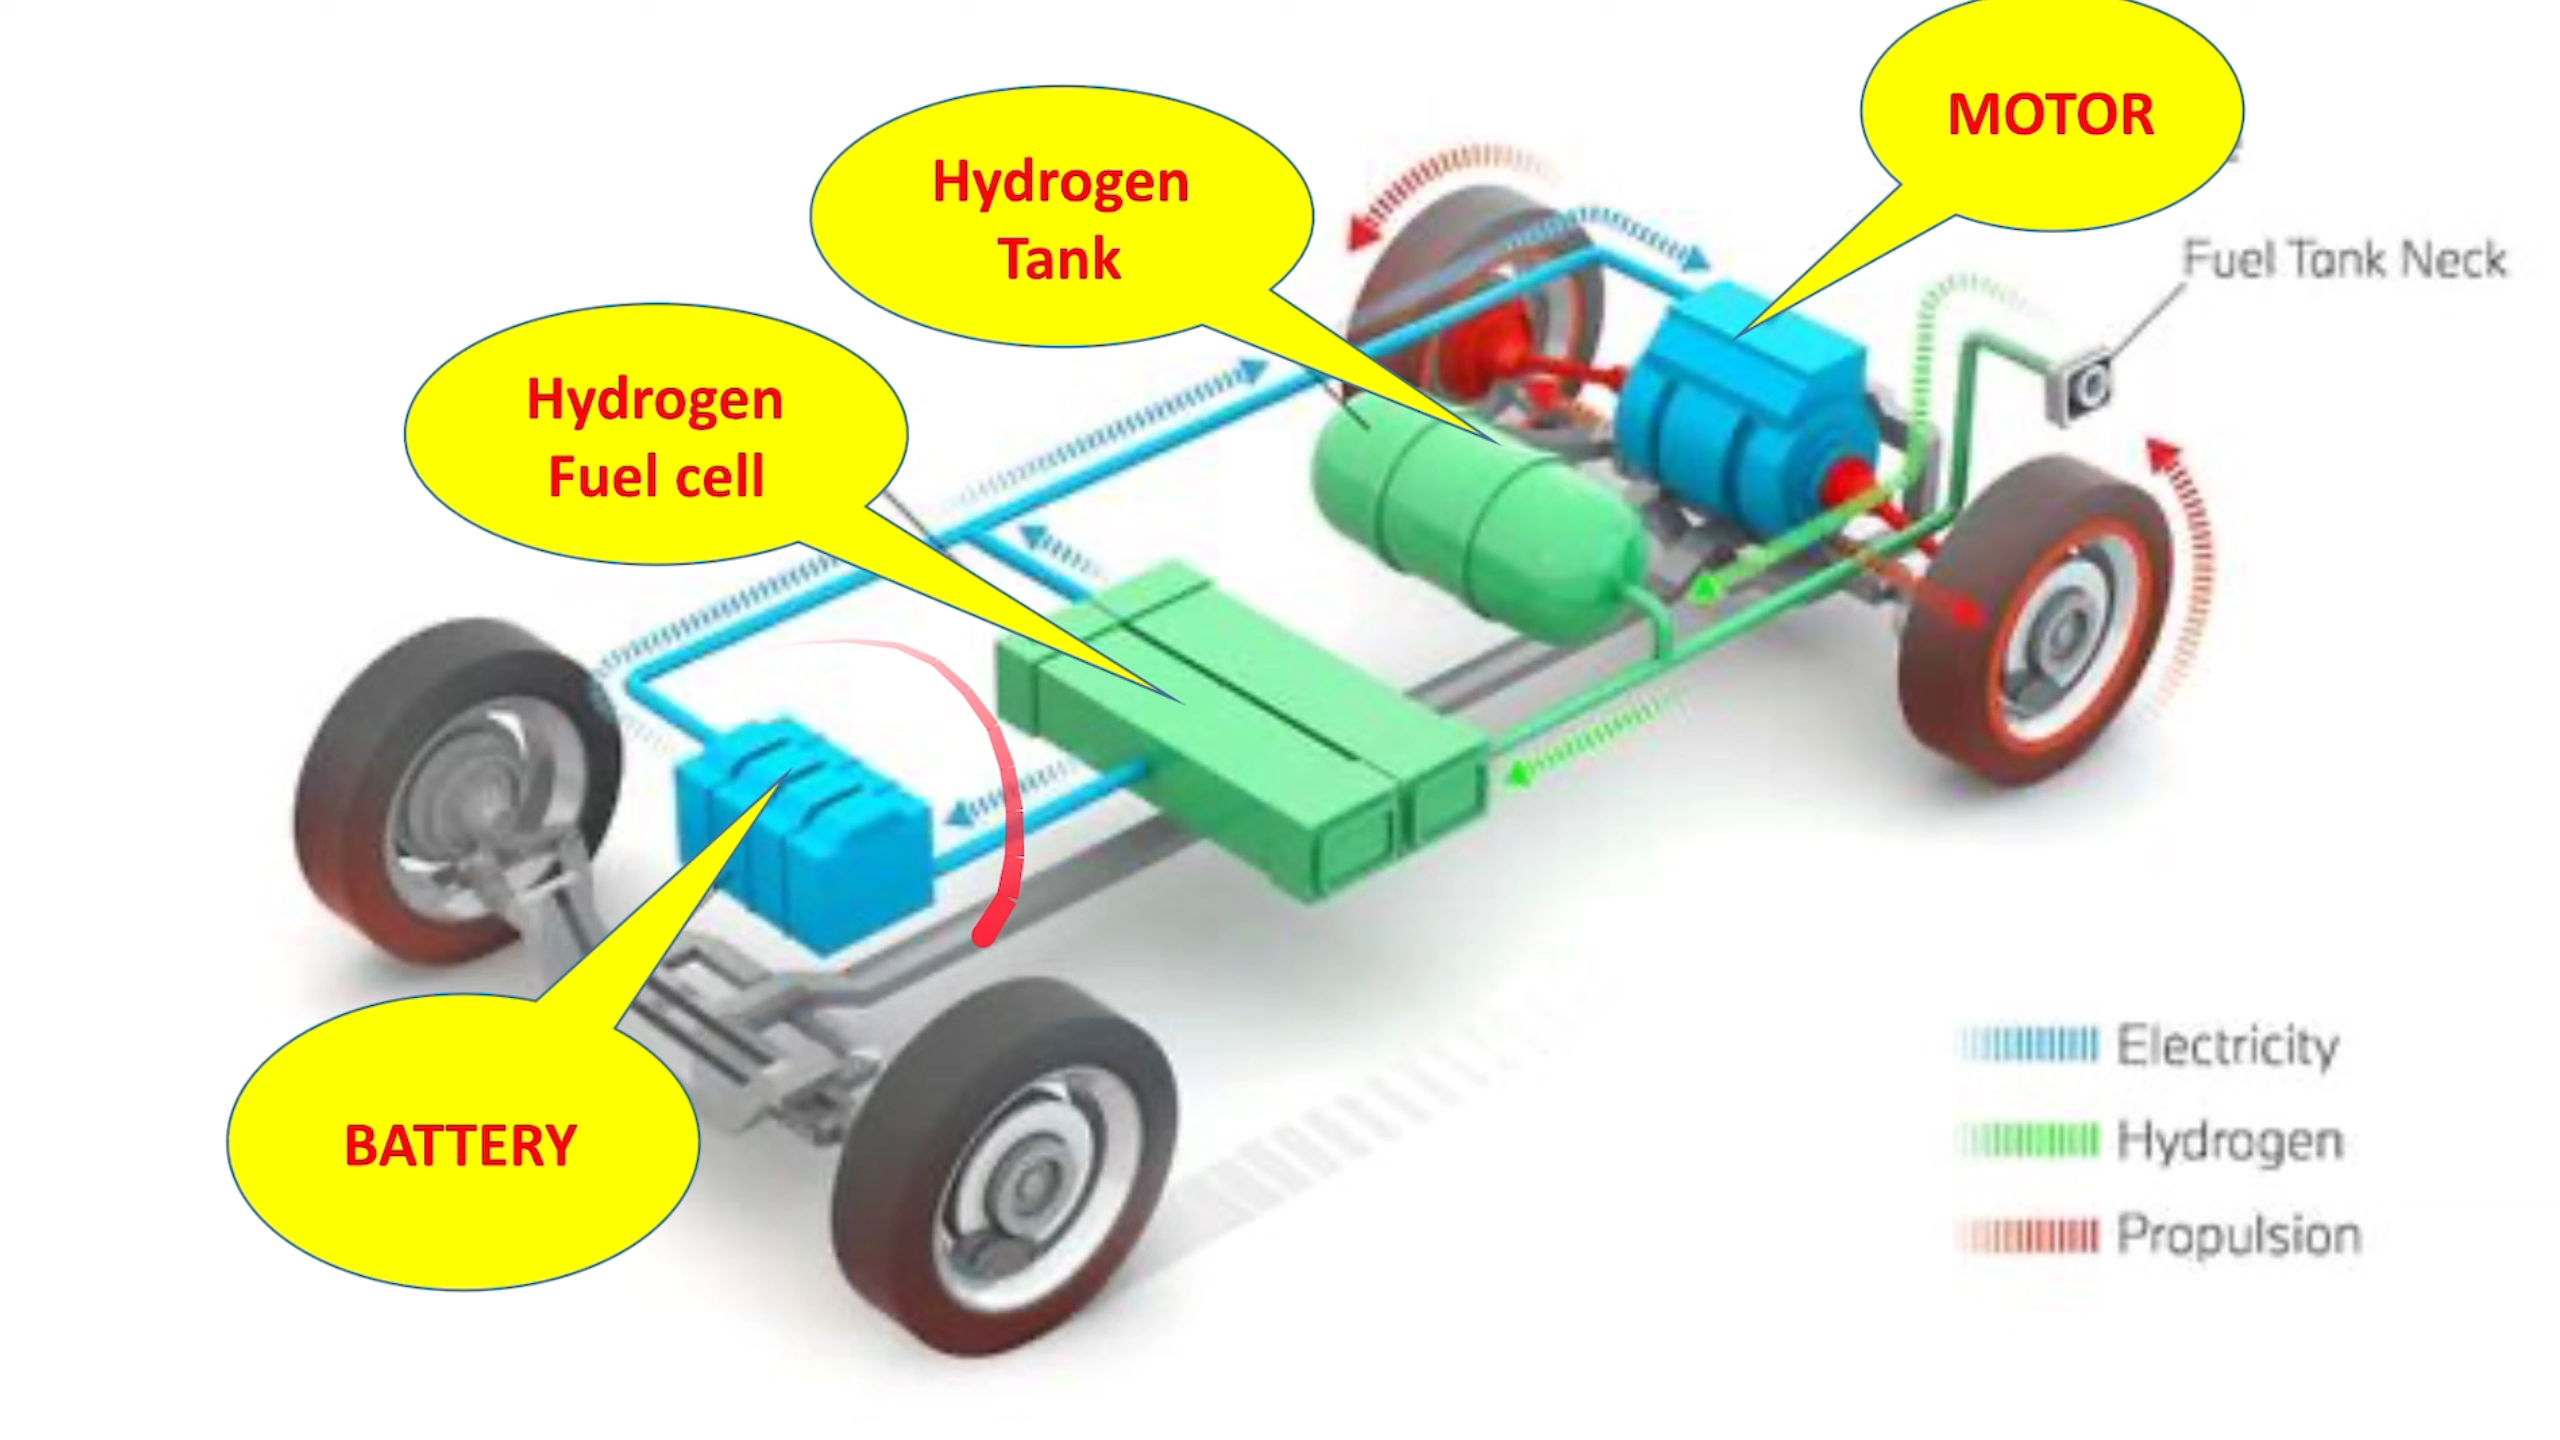 MOTOR
Hydrogen
Tank
Fuel Tank Neck
Hydrogen
Fuel cell
BATTERY
Electricity
Hydrogen
Propulsion